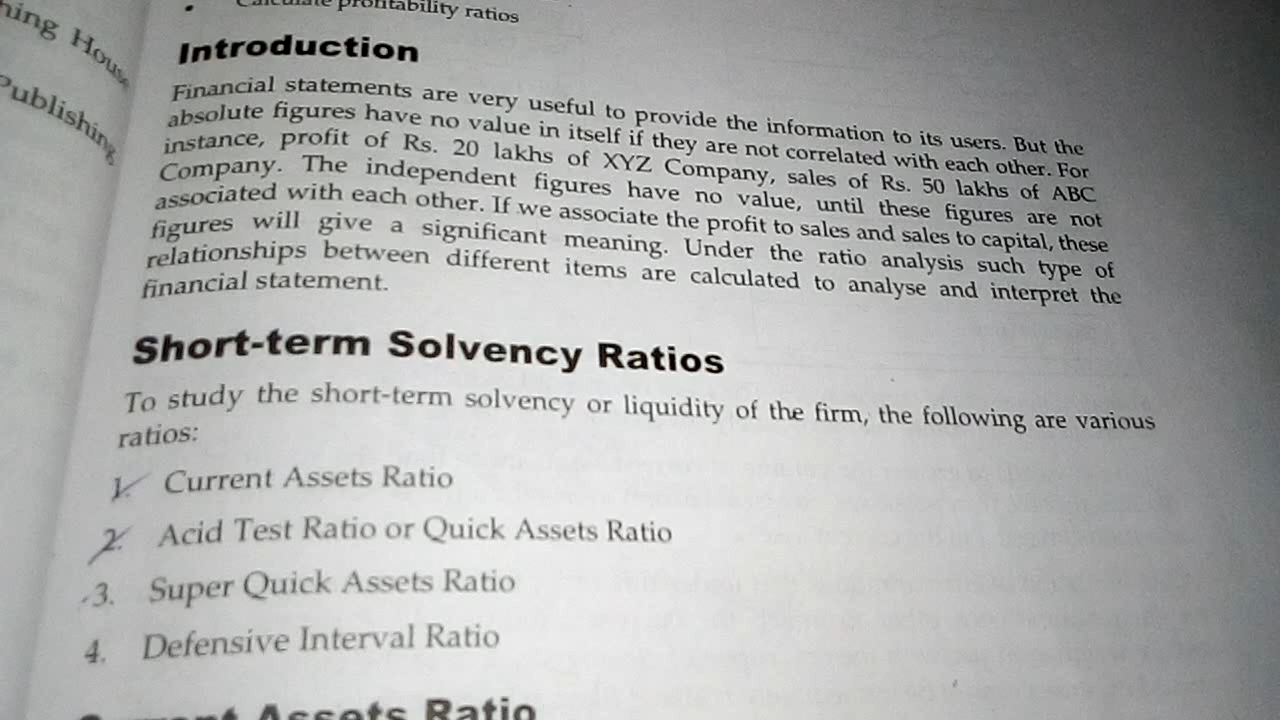 hing House
Publishing
• Calculate profitability ratios
Introduction
Financial statements are very useful to provide the information to its users. But the
absolute figures have no value in itself if they are not correlated with each other. For
instance, profit of Rs. 20 lakhs of XYZ Company, sales of Rs. 50 lakhs of ABC
Company. The independent figures have no value, until these figures are not
associated with each other. If we associate the profit to sales and sales to capital, these
figures will give a significant meaning. Under the ratio analysis such type of
relationships between different items are calculated to analyse and interpret the
financial statement.
Short-term Solvency Ratios
To study the short-term solvency or liquidity of the firm, the following are various
ratios:
1. Current Assets Ratio
2. Acid Test Ratio or Quick Assets Ratio
3. Super Quick Assets Ratio
4. Defensive Interval Ratio
Current Assets Ratio